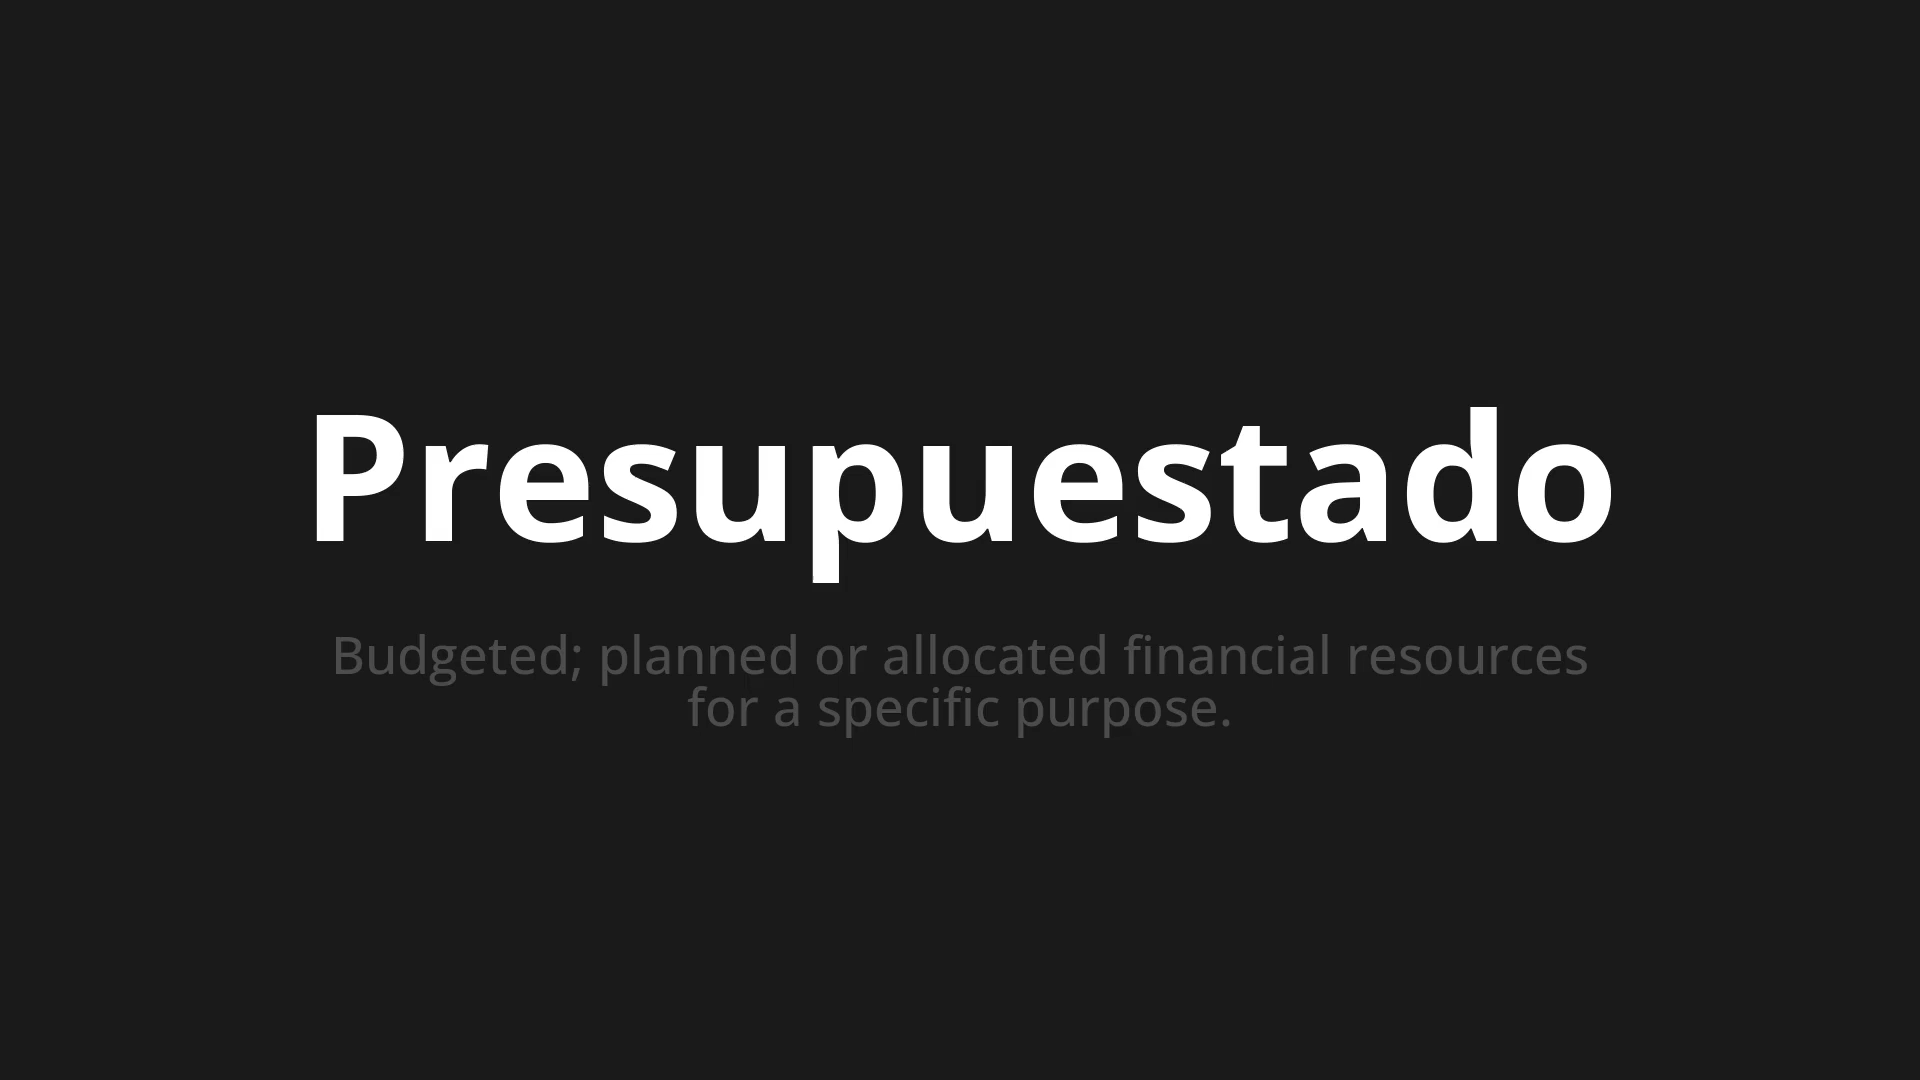 Presupuestado
Budgeted; planned or allocated financial resources
for a specific purpose.